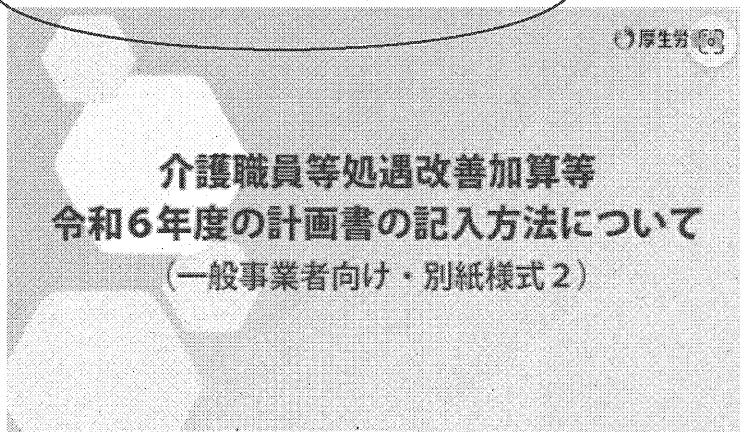 厚生労
介護職員等処遇改善加算等
令和6年度の計画書の記入方法について
（一般事業者向け・別紙様式2）